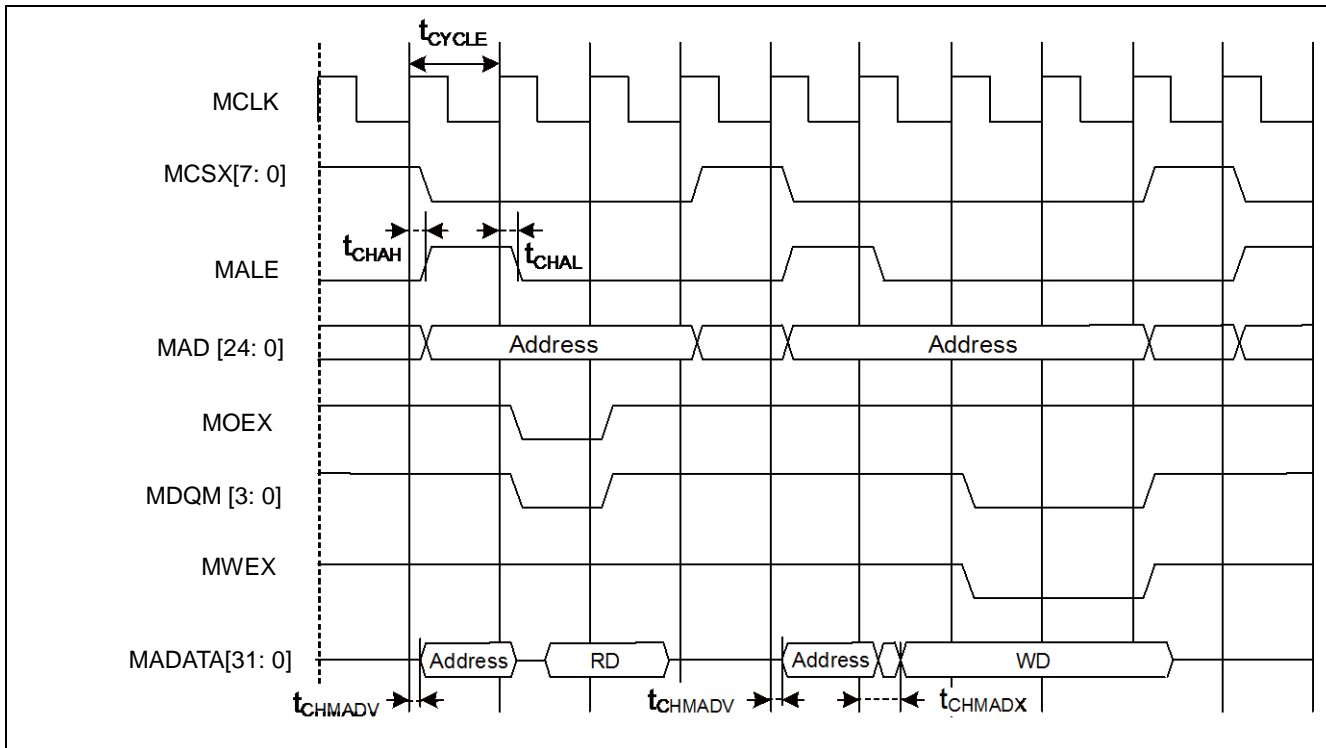 tCYCLE
MCLK
MCSX[7: 0]
tCHAH
tCHAL
MALE
MAD [24: 0]
Address
Address
MOEX
MDQM [3: 0]
MWEX
MADATA[31: 0]
Address
RD
Address
WD
tCHMADV
tCHMADV
tCHMADX